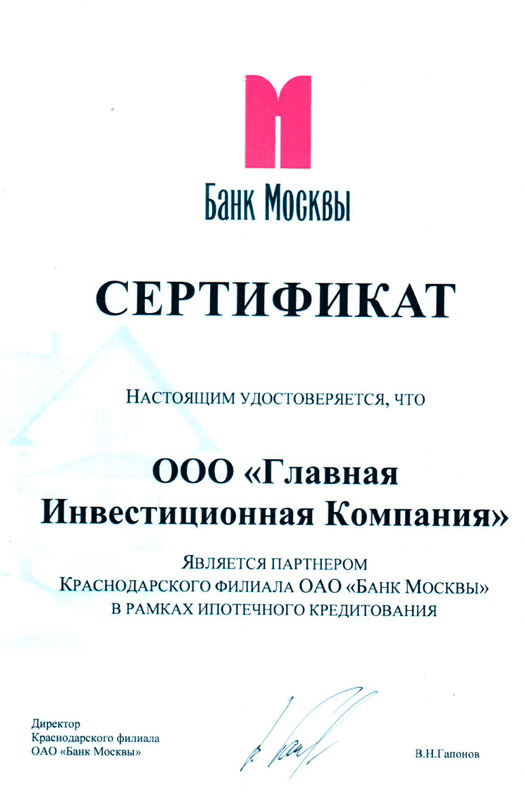 Банк Москвы
СЕРТИФИКАТ
Настоящим удостоверяется, что
ООО «Главная
Инвестиционная Компания»
Является партнером
Краснодарского филиала ОАО «Банк Москвы»
в рамках ипотечного кредитования
Директор
Краснодарского филиала
ОАО «Банк Москвы»
В.Н.Гапонов